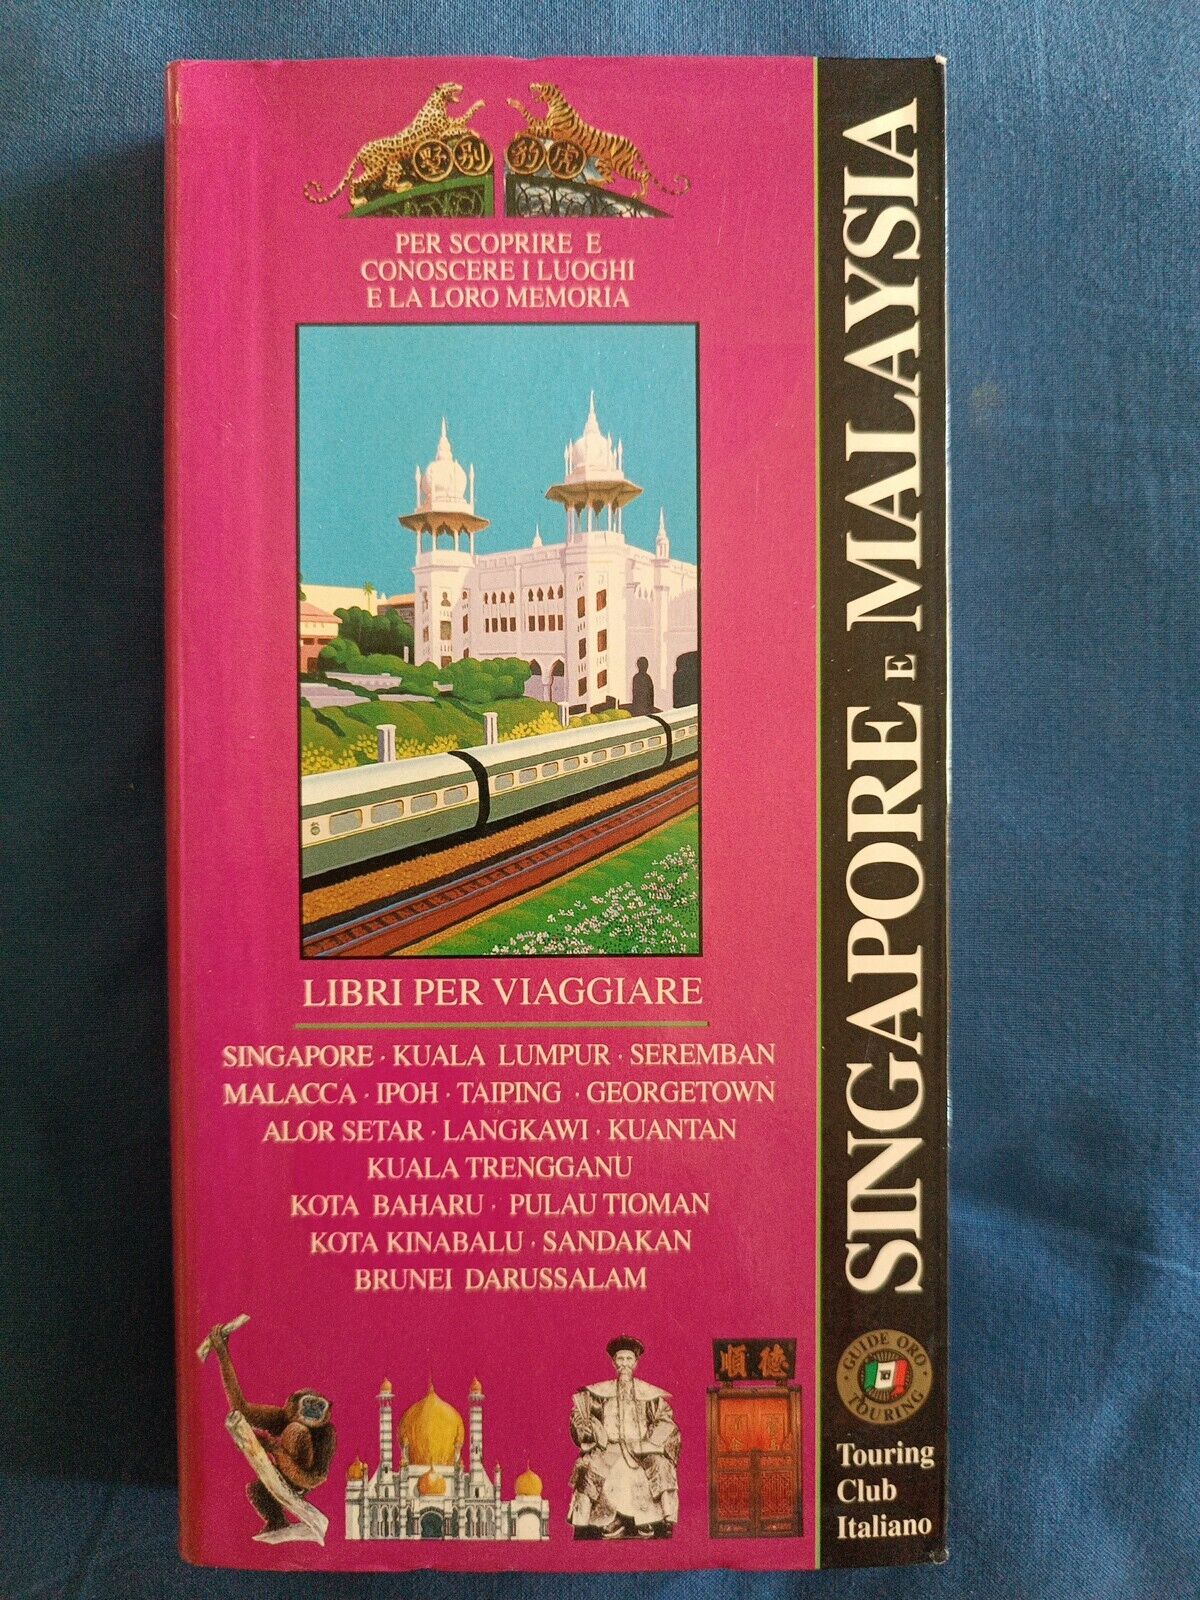 野別 豹虎
PER SCOPRIRE E
CONOSCERE I LUOGHI
E LA LORO MEMORIA
LIBRI PER VIAGGIARE
SINGAPORE · KUALA LUMPUR · SEREMBAN
MALACCA · IPOH · TAIPING · GEORGETOWN
ALOR SETAR · LANGKAWI · KUANTAN
KUALA TRENGGANU
KOTA BAHARU · PULAU TIOMAN
KOTA KINABALU · SANDAKAN
BRUNEI DARUSSALAM
順德
SINGAPORE E MALAYSIA
GUIDE ORO
TOURING
Touring
Club
Italiano